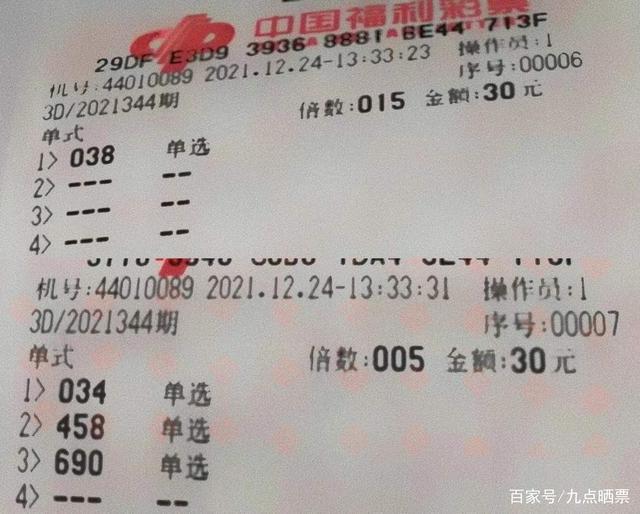 中国福利彩票
29DF E3D9 3936 8881 BE44 713F
机号:44010089 2021.12.24-13:33:23 操作员:1
3D/2021344期 序号:00006
单式 倍数:015 金额:30元
1> 038 单选
2> --- --
3> --- --
4> --- --
机号:44010089 2021.12.24-13:33:31 操作员:1
3D/2021344期 序号:00007
单式 倍数:005 金额:30元
1> 034 单选
2> 458 单选
3> 690 单选
4> --- --
百家号/九点晒票